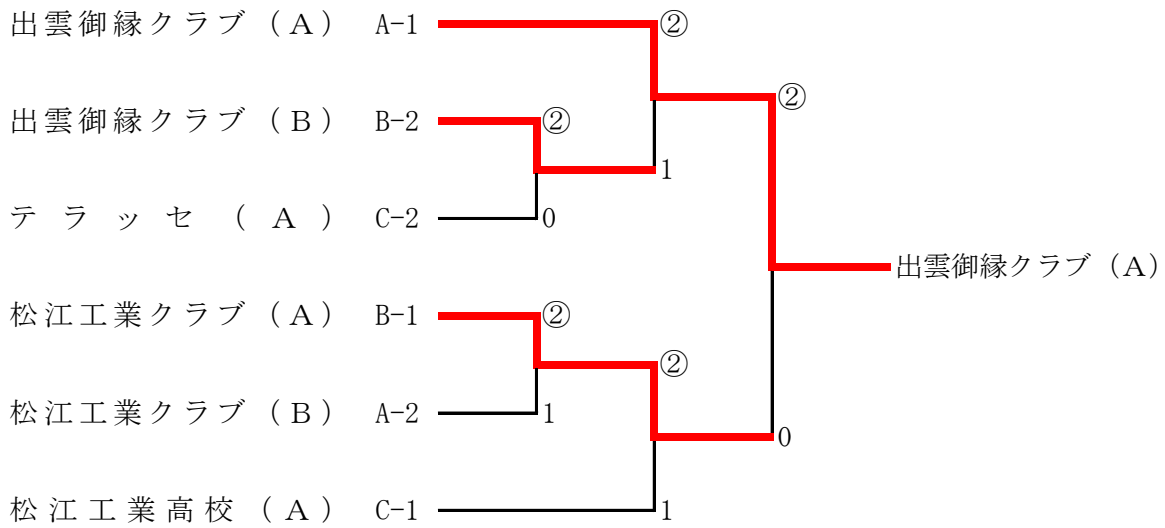 出雲御縁クラブ（A） A-1 ②
②
出雲御縁クラブ（B） B-2 ②
1
テラッセ（A） C-2 0
出雲御縁クラブ（A）
松江工業クラブ（A） B-1 ②
②
松江工業クラブ（B） A-2 1
0
松江工業高校（A） C-1 1